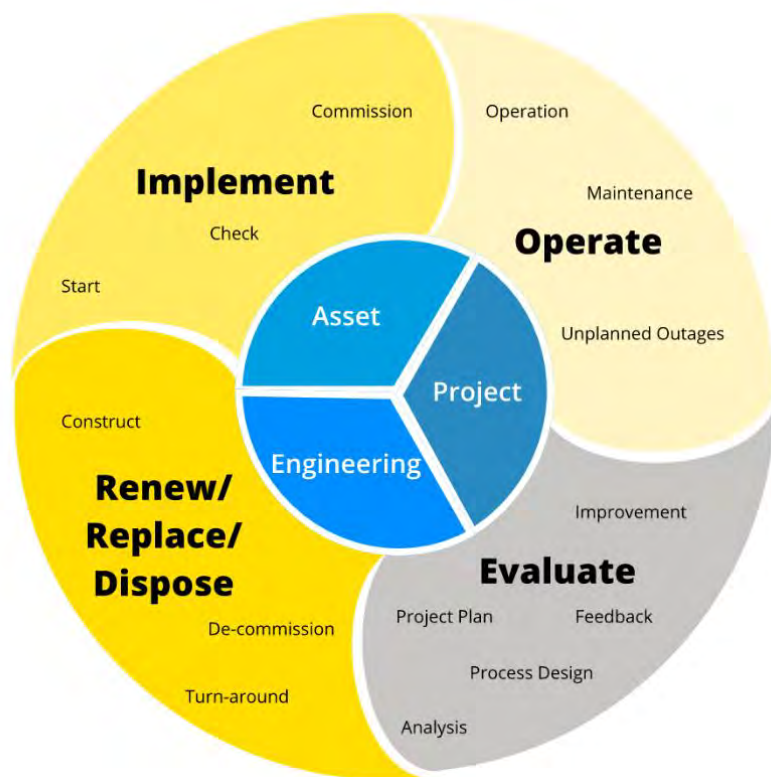 Commission
Implement
Check
Start
Operation
Maintenance
Operate
Unplanned Outages
Asset
Project
Engineering
Construct
Renew/
Replace/
Dispose
De-commission
Turn-around
Improvement
Evaluate
Project Plan
Feedback
Process Design
Analysis